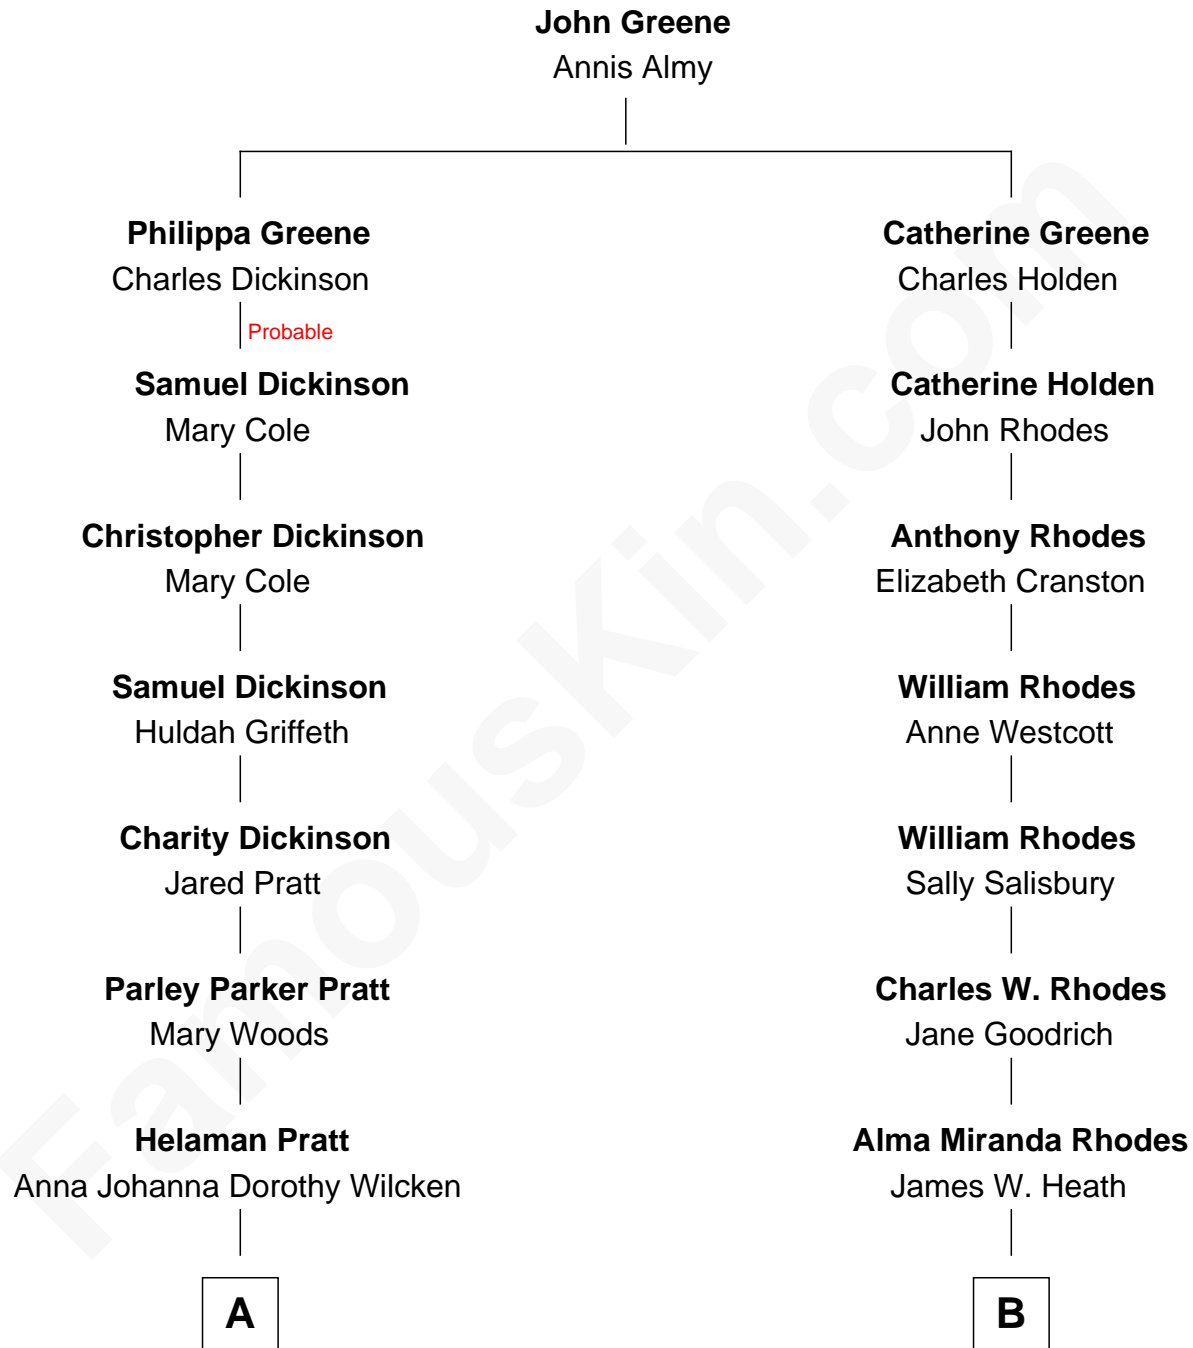 John Greene
Annis Almy
Philippa Greene
Charles Dickinson
Catherine Greene
Charles Holden
Probable
Samuel Dickinson
Mary Cole
Catherine Holden
John Rhodes
Christopher Dickinson
Mary Cole
Anthony Rhodes
Elizabeth Cranston
Samuel Dickinson
Huldah Griffeth
William Rhodes
Anne Westcott
Charity Dickinson
Jared Pratt
William Rhodes
Sally Salisbury
Parley Parker Pratt
Mary Woods
Charles W. Rhodes
Jane Goodrich
Helaman Pratt
Anna Johanna Dorothy Wilcken
Alma Miranda Rhodes
James W. Heath
A
B
FamousKin.com